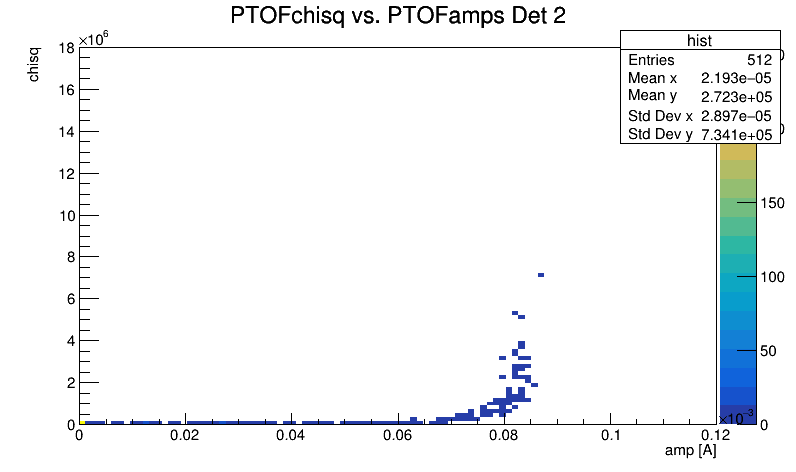 PTOFchisq vs. PTOFamps Det 2
×10⁶
chisq
18
16
14
12
10
8
6
4
2
0
0 0.02 0.04 0.06 0.08 0.1 0.12
×10⁻³
amp [A]
hist
Entries 512
Mean x 2.193e−05
Mean y 2.723e+05
Std Dev x 2.897e−05
Std Dev y 7.341e+05
150
100
50
0